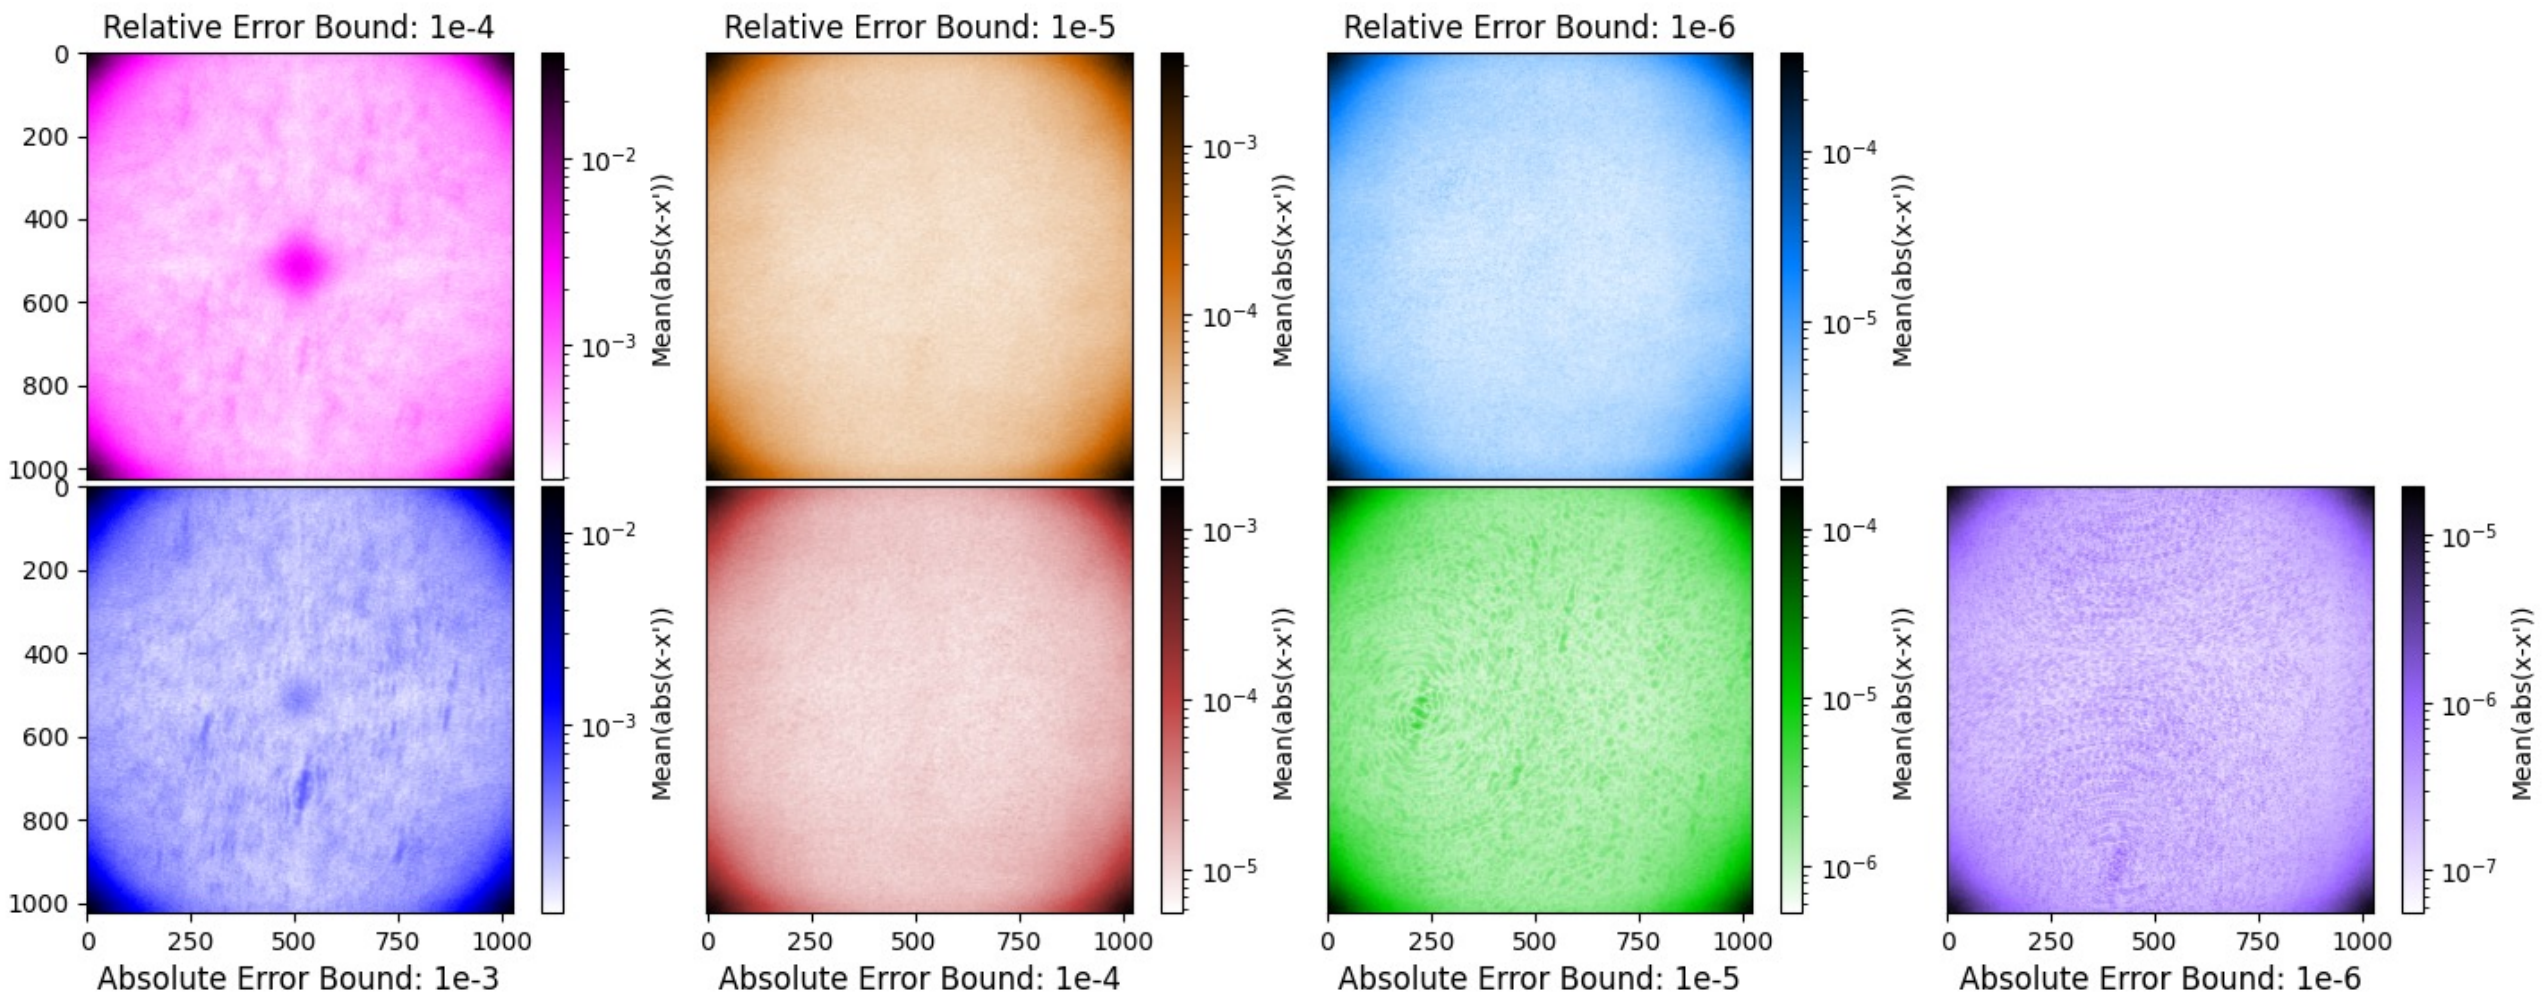 Relative Error Bound: 1e-4
Relative Error Bound: 1e-5
Relative Error Bound: 1e-6
0
200
400
600
800
1000
10⁻²
10⁻³
Mean(abs(x-x'))
10⁻³
10⁻⁴
Mean(abs(x-x'))
10⁻⁴
10⁻⁵
Mean(abs(x-x'))
0
200
400
600
800
1000
0 250 500 750 1000
10⁻²
10⁻³
Mean(abs(x-x'))
0 250 500 750 1000
10⁻³
10⁻⁴
10⁻⁵
Mean(abs(x-x'))
0 250 500 750 1000
10⁻⁴
10⁻⁵
10⁻⁶
Mean(abs(x-x'))
0 250 500 750 1000
10⁻⁵
10⁻⁶
10⁻⁷
Mean(abs(x-x'))
Absolute Error Bound: 1e-3
Absolute Error Bound: 1e-4
Absolute Error Bound: 1e-5
Absolute Error Bound: 1e-6